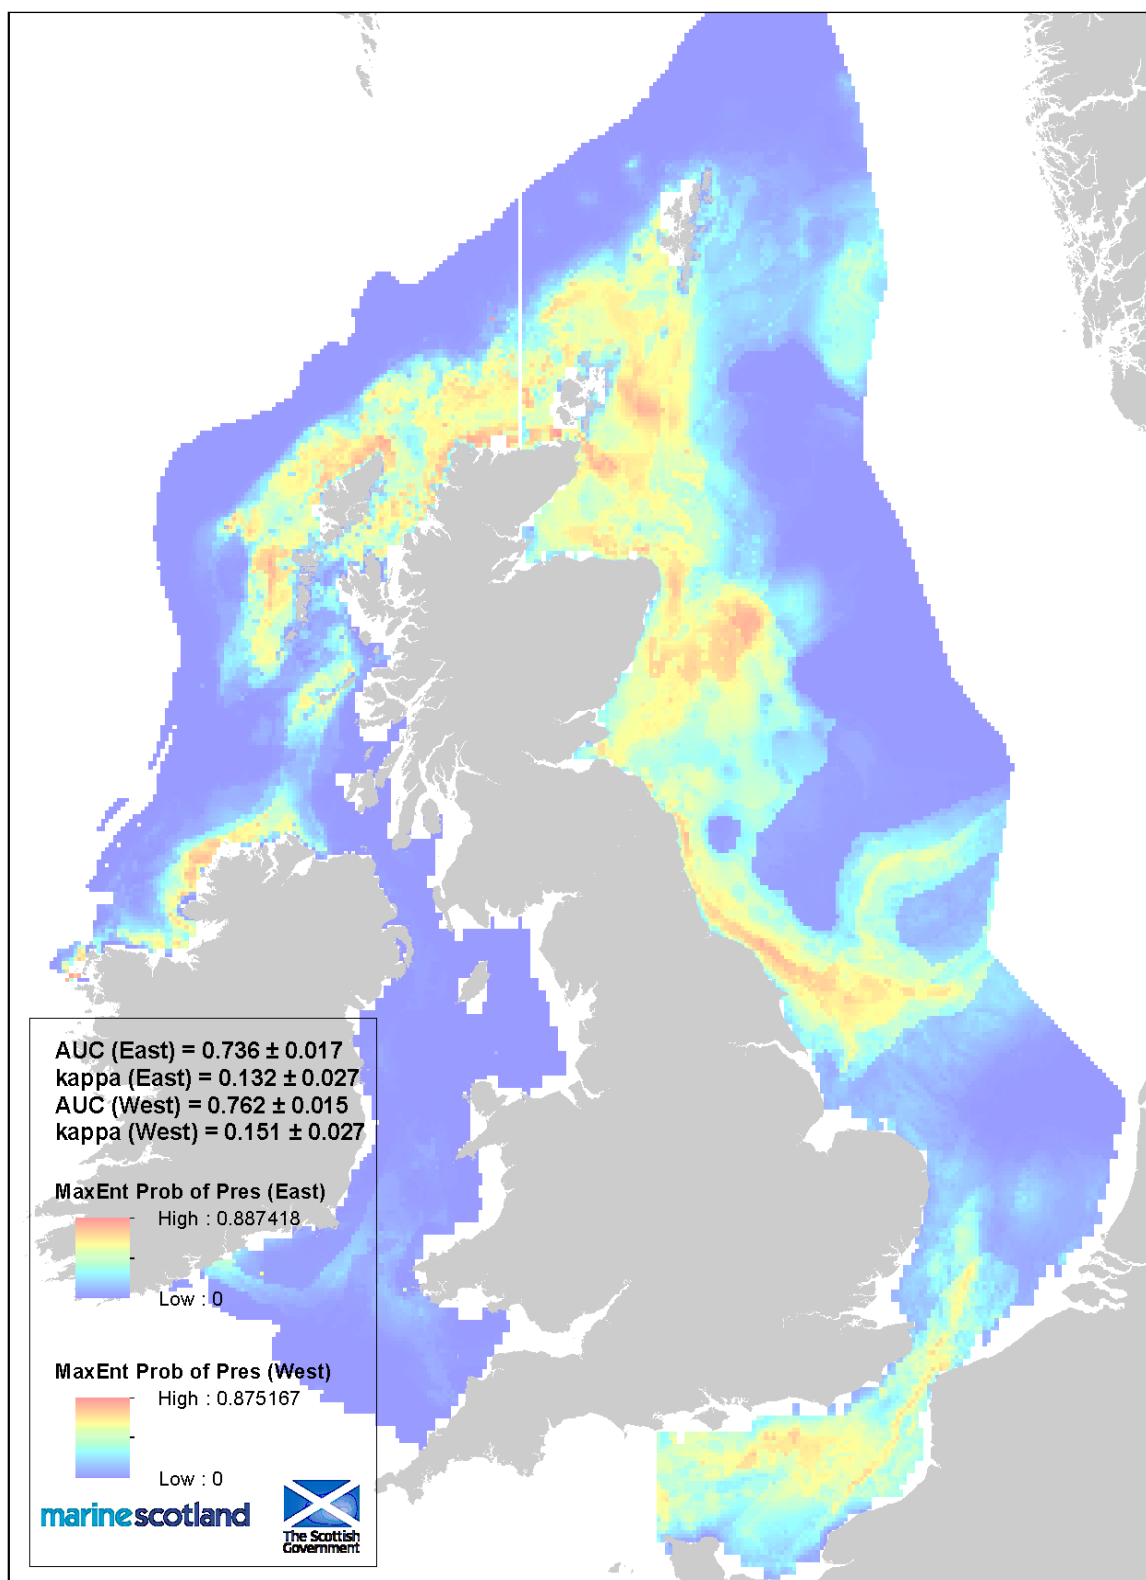 AUC (East) = 0.736 ± 0.017
kappa (East) = 0.132 ± 0.027
AUC (West) = 0.762 ± 0.015
kappa (West) = 0.151 ± 0.027
MaxEnt Prob of Pres (East)
High : 0.887418
Low : 0
MaxEnt Prob of Pres (West)
High : 0.875167
Low : 0
marinescotland
The Scottish
Government